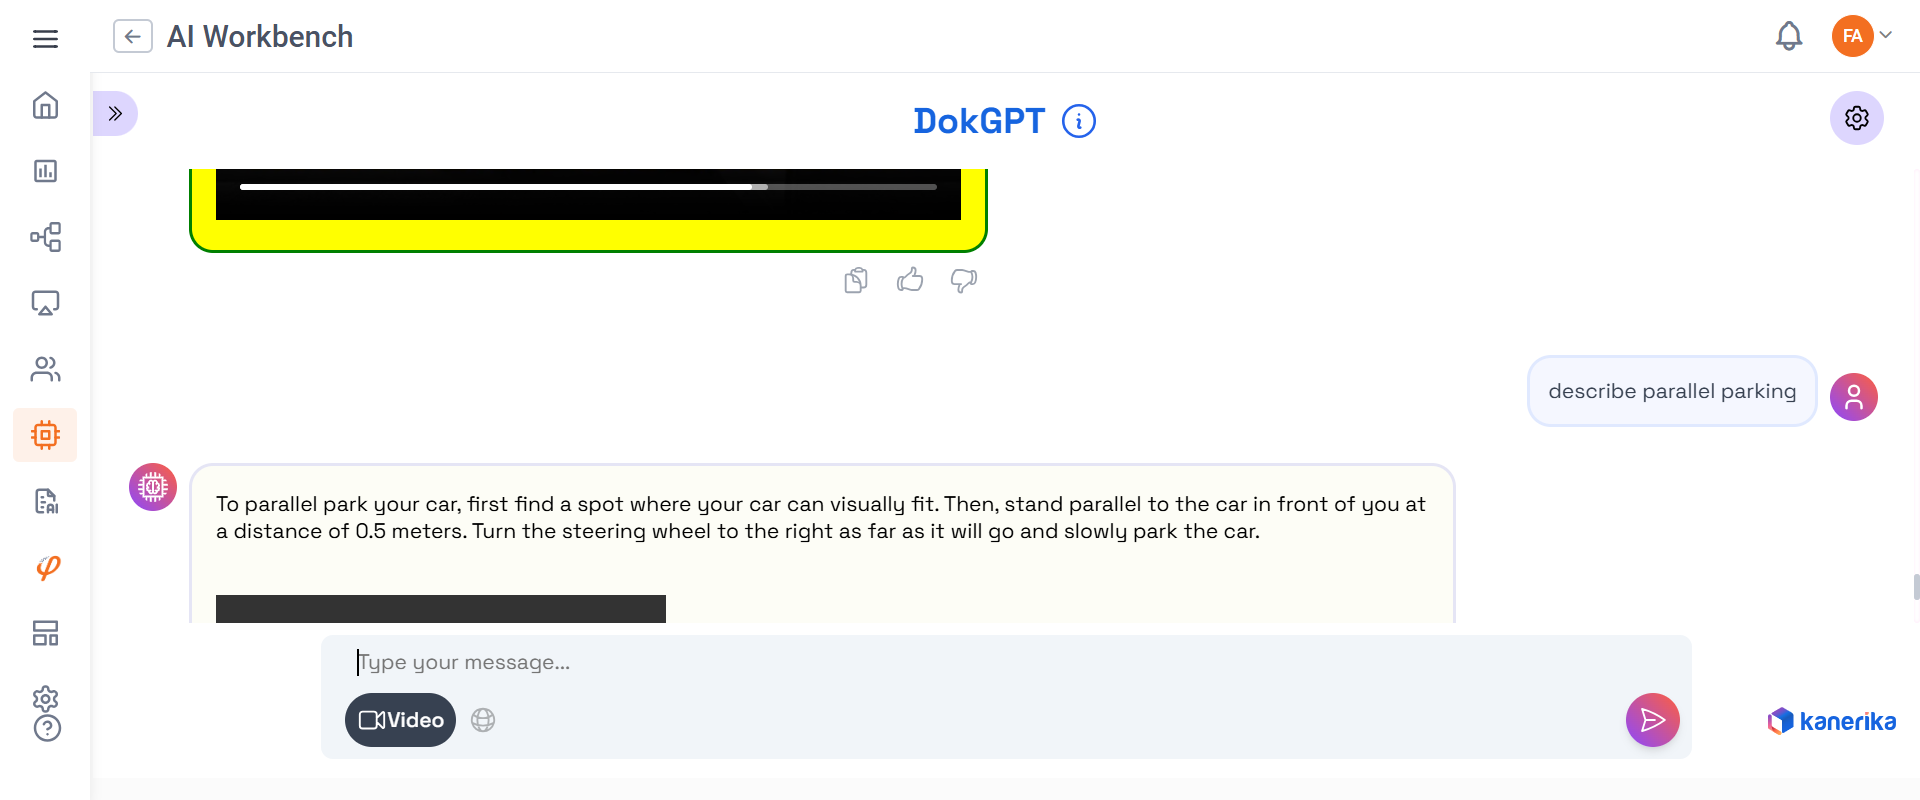 AI Workbench
FA
DokGPT
describe parallel parking
To parallel park your car, first find a spot where your car can visually fit. Then, stand parallel to the car in front of you at
a distance of 0.5 meters. Turn the steering wheel to the right as far as it will go and slowly park the car.
Type your message...
Video
kanerika